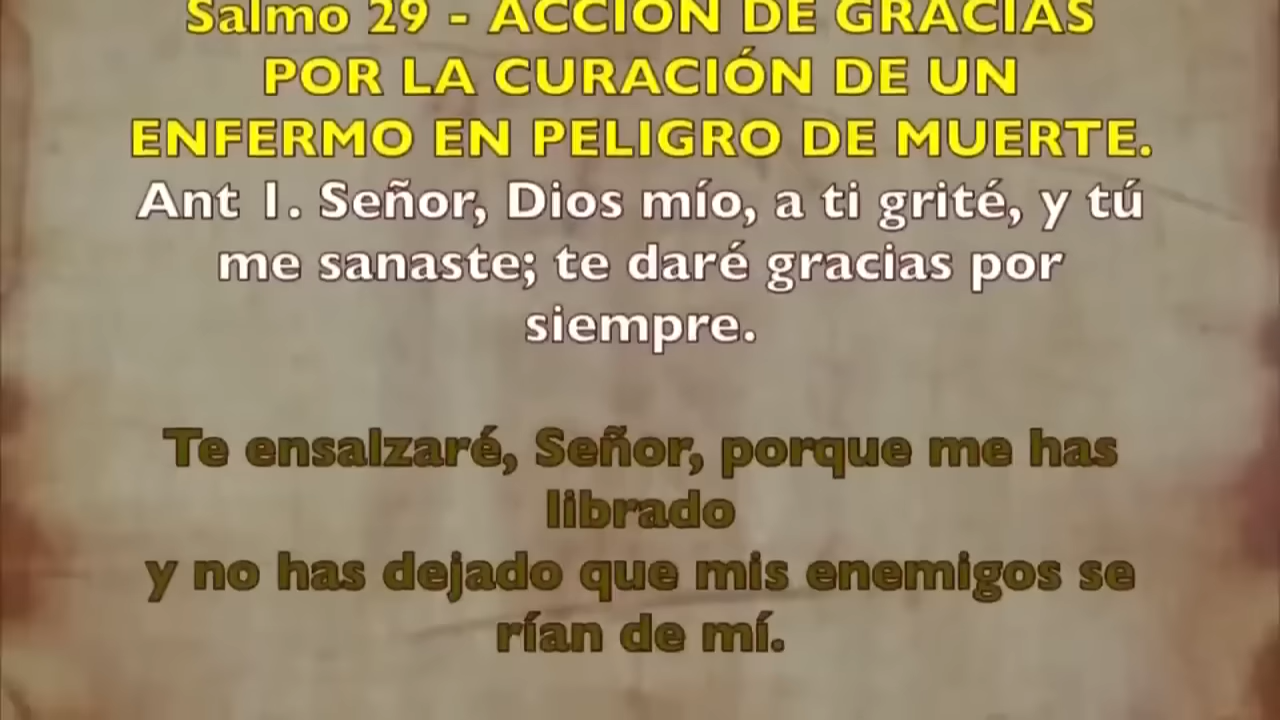 Salmo 29 - ACCIÓN DE GRACIAS
POR LA CURACIÓN DE UN
ENFERMO EN PELIGRO DE MUERTE.
Ant 1. Señor, Dios mío, a ti grité, y tú
me sanaste; te daré gracias por
siempre.
Te ensalzaré, Señor, porque me has
librado
y no has dejado que mis enemigos se
rían de mí.